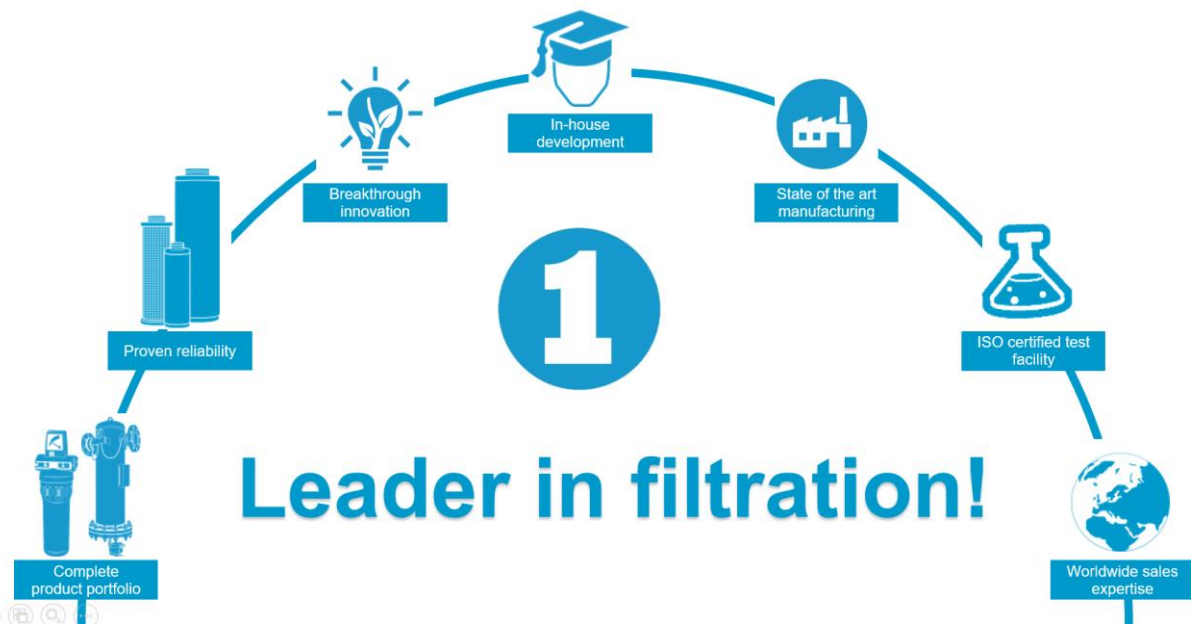 In-house
development
Breakthrough
innovation
State of the art
manufacturing
Proven reliability
1
ISO certified test
facility
Leader in filtration!
Complete
product portfolio
Worldwide sales
expertise